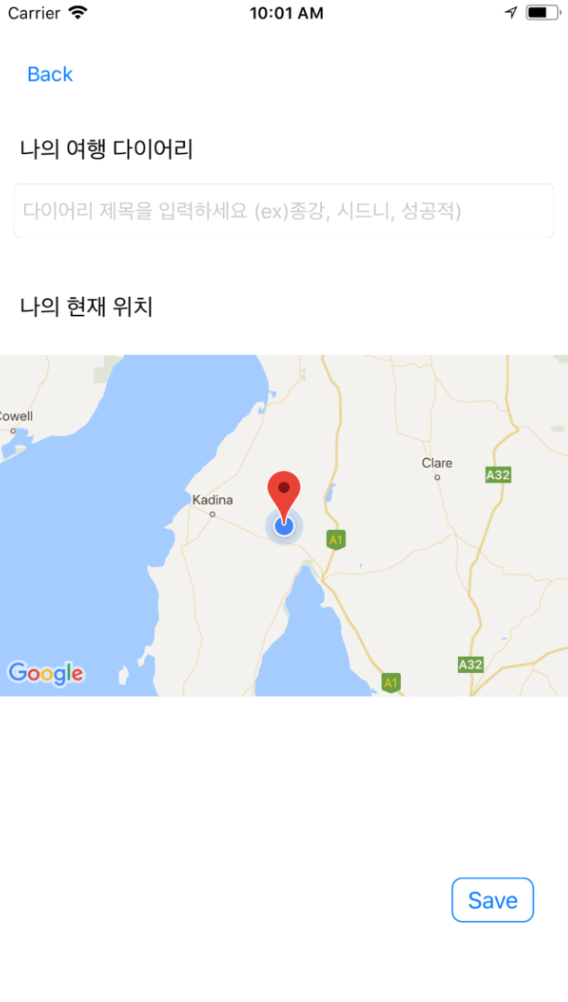 Carrier 10:01 AM
Back
나의 여행 다이어리
다이어리 제목을 입력하세요 (ex)종강, 시드니, 성공적)
나의 현재 위치
Cowell
Clare
A32
Kadina
A1
A32
Google
A1
Save